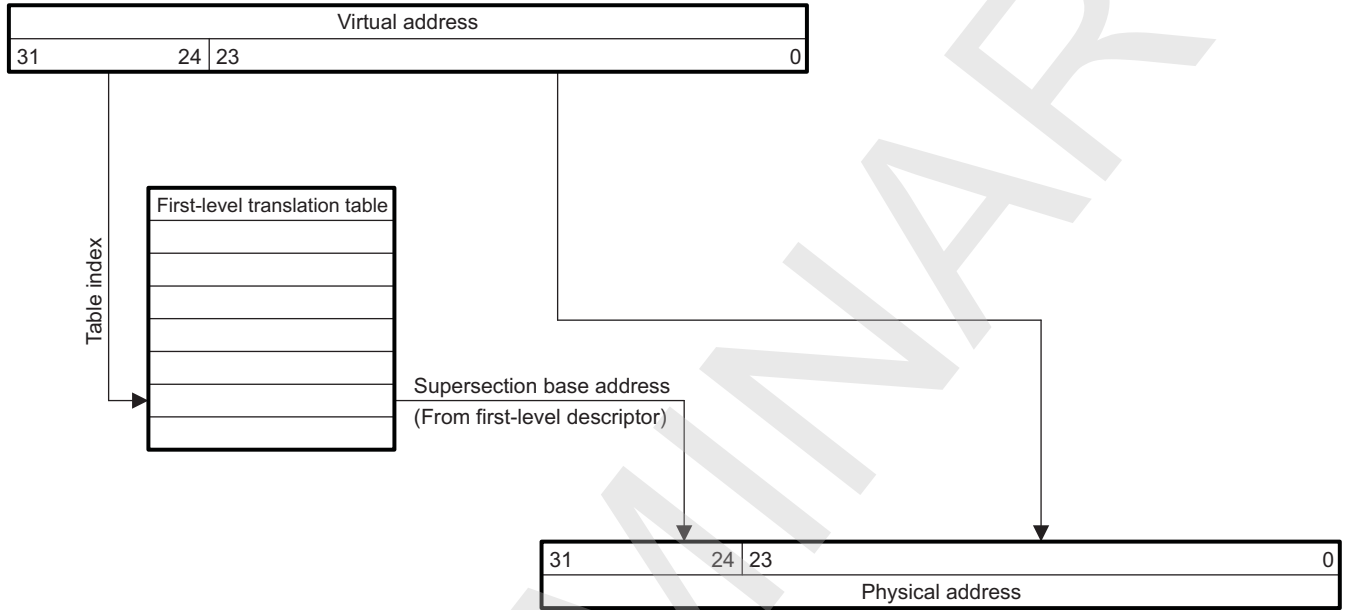 Virtual address
31 24 23 0
First-level translation table
Table index
Supersection base address
(From first-level descriptor)
31 24 23 0
Physical address
MINAR